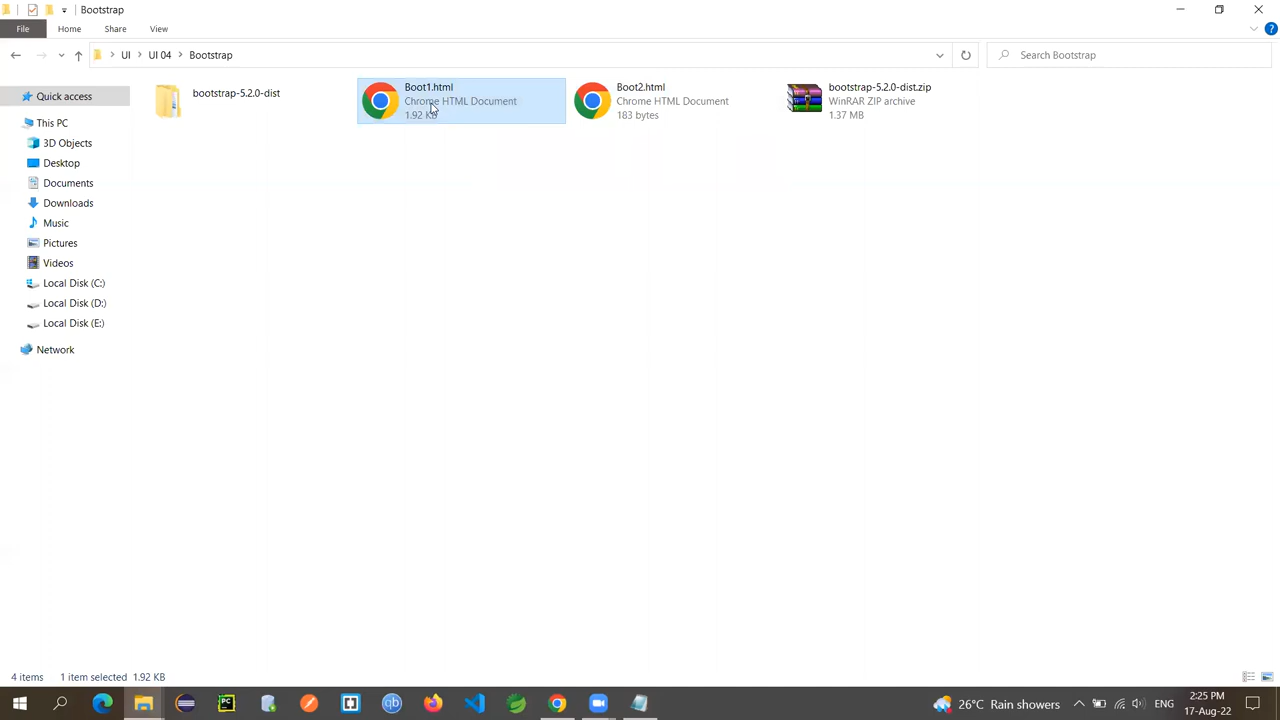 Bootstrap
File Home Share View
UI UI 04 Bootstrap
Search Bootstrap
Quick access
This PC
3D Objects
Desktop
Documents
Downloads
Music
Pictures
Videos
Local Disk (C:)
Local Disk (D:)
Local Disk (E:)
Network
bootstrap-5.2.0-dist
Boot1.html
Chrome HTML Document
1.92 KB
Boot2.html
Chrome HTML Document
183 bytes
bootstrap-5.2.0-dist.zip
WinRAR ZIP archive
1.37 MB
4 items 1 item selected 1.92 KB
PC
qb
26°C Rain showers
ENG
2:25 PM
17-Aug-22